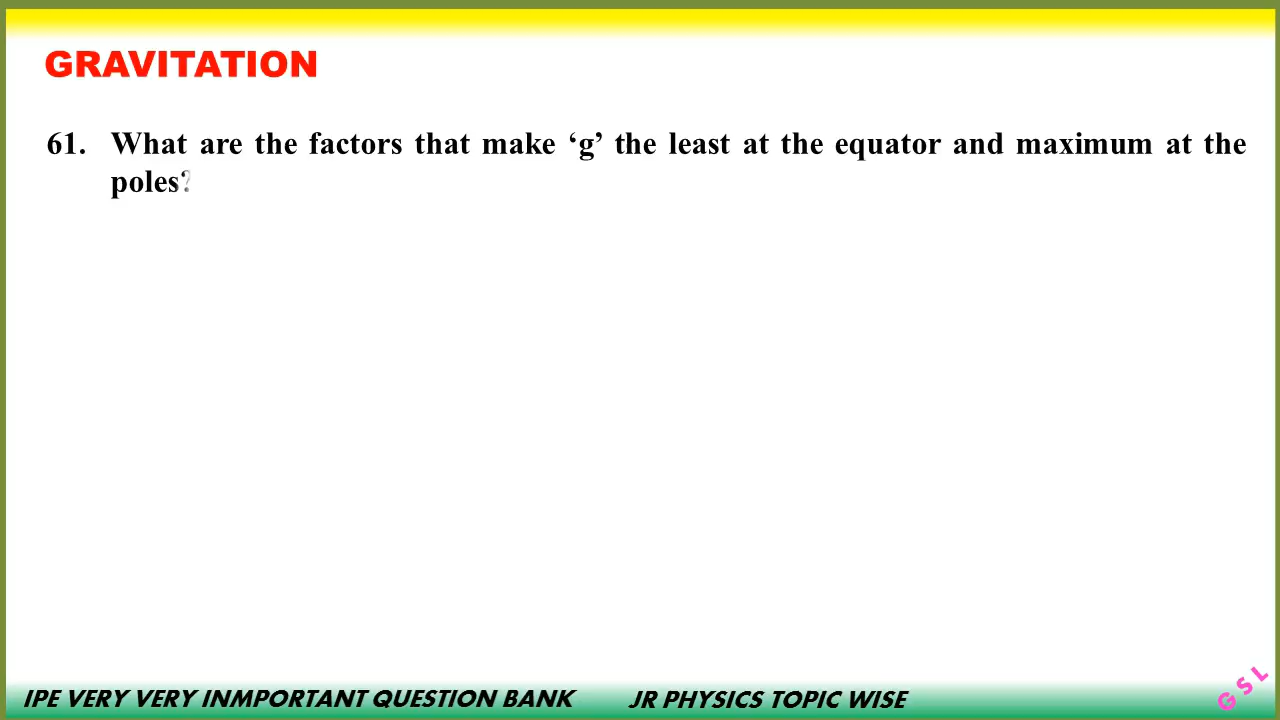 GRAVITATION
61. What are the factors that make ‘g’ the least at the equator and maximum at the
poles?
IPE VERY VERY INMPORTANT QUESTION BANK JR PHYSICS TOPIC WISE
GSL